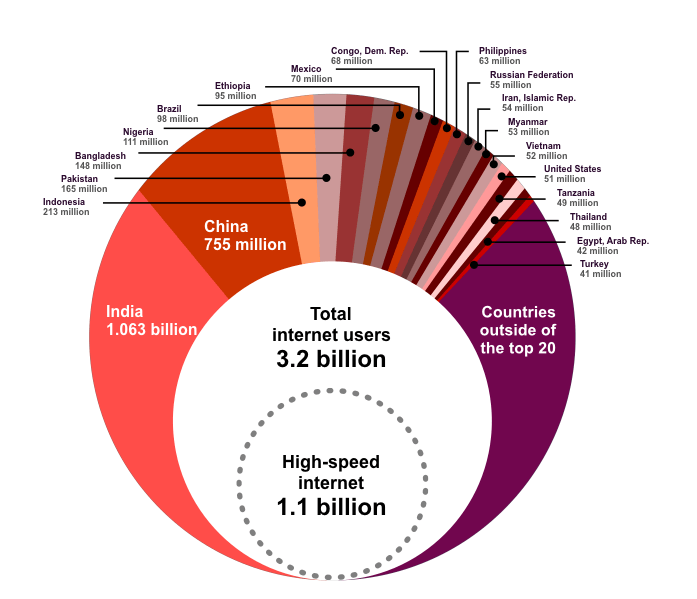 Congo, Dem. Rep.
68 million
Philippines
63 million
Mexico
70 million
Russian Federation
55 million
Ethiopia
95 million
Iran, Islamic Rep.
54 million
Brazil
98 million
Myanmar
53 million
Nigeria
111 million
Vietnam
52 million
Bangladesh
148 million
United States
51 million
Pakistan
165 million
Tanzania
49 million
Indonesia
213 million
Thailand
48 million
Egypt, Arab Rep.
42 million
Turkey
41 million
China
755 million
India
1.063 billion
Countries
outside of
the top 20
Total
internet users
3.2 billion
High-speed
internet
1.1 billion